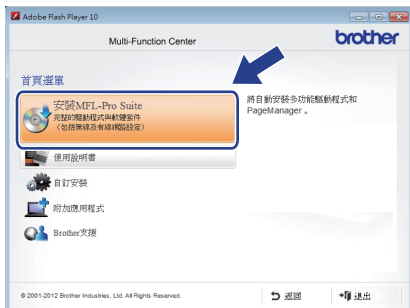 Adobe Flash Player 10
Multi-Function Center
brother
首頁選單
安裝MFL-Pro Suite
完整的驅動程式與軟體套件
（包括無線及有線網路設定）
將自動安裝多功能驅動程式和
PageManager。
使用說明書
自訂安裝
附加應用程式
Brother支援
© 2001-2012 Brother Industries, Ltd. All Rights Reserved.
返回
退出